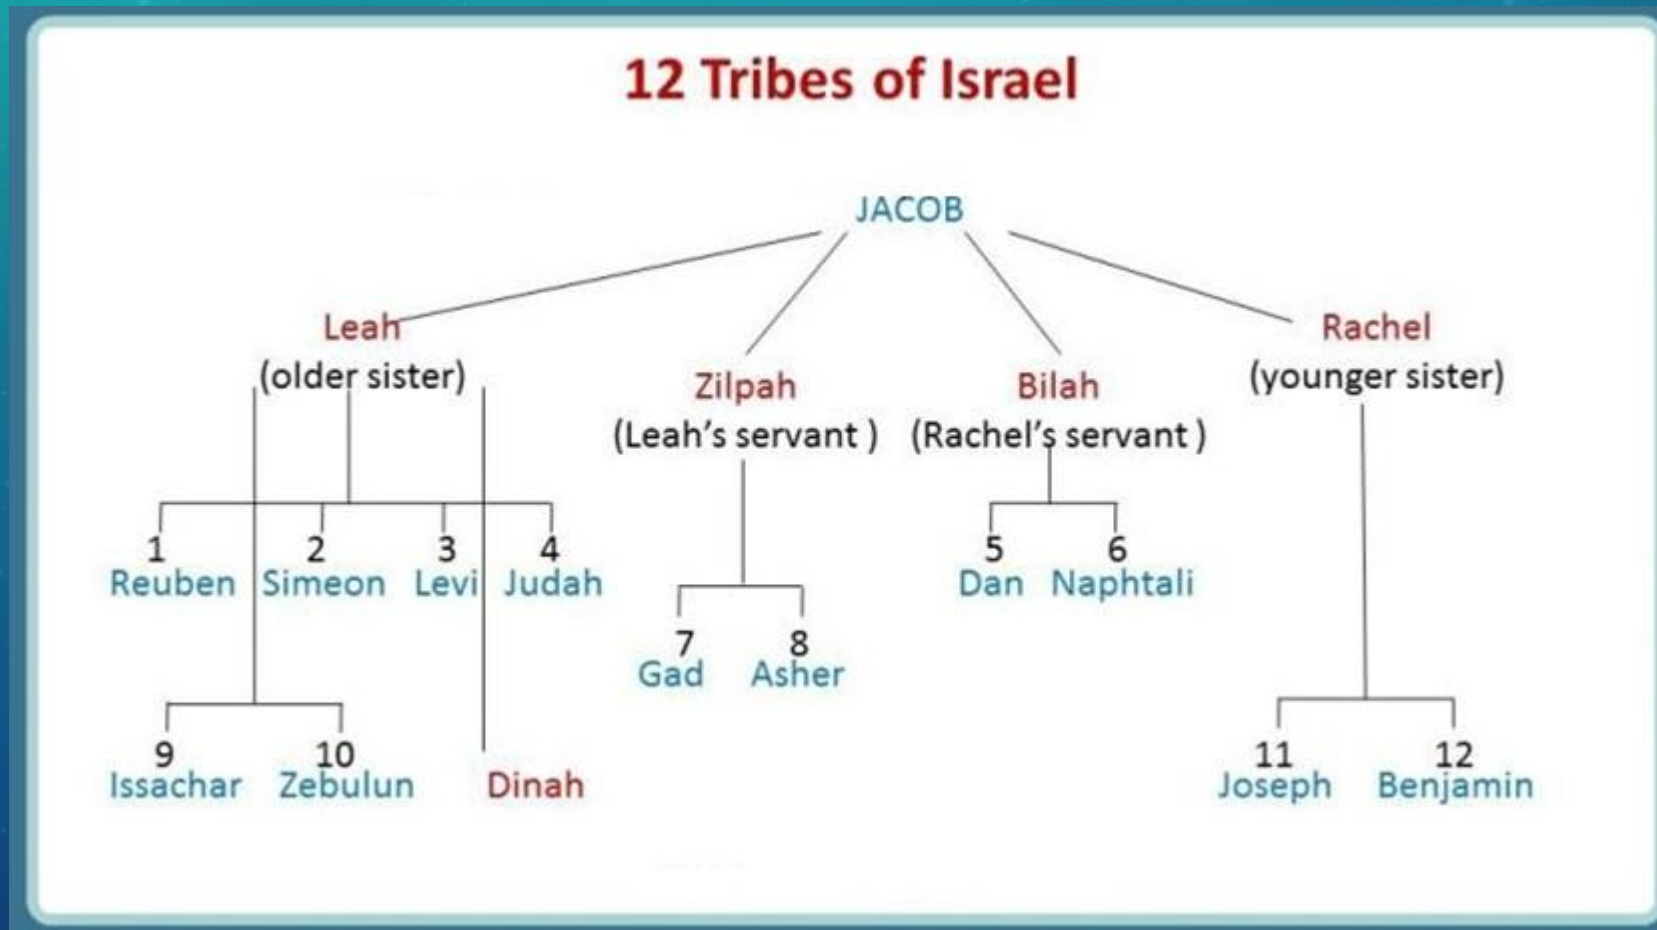 12 Tribes of Israel
JACOB
Leah
(older sister)
Zilpah
(Leah's servant )
Bilah
(Rachel's servant )
Rachel
(younger sister)
1 2 3 4
Reuben Simeon Levi Judah
5 6
Dan Naphtali
7 8
Gad Asher
9 10
Issachar Zebulun Dinah
11 12
Joseph Benjamin